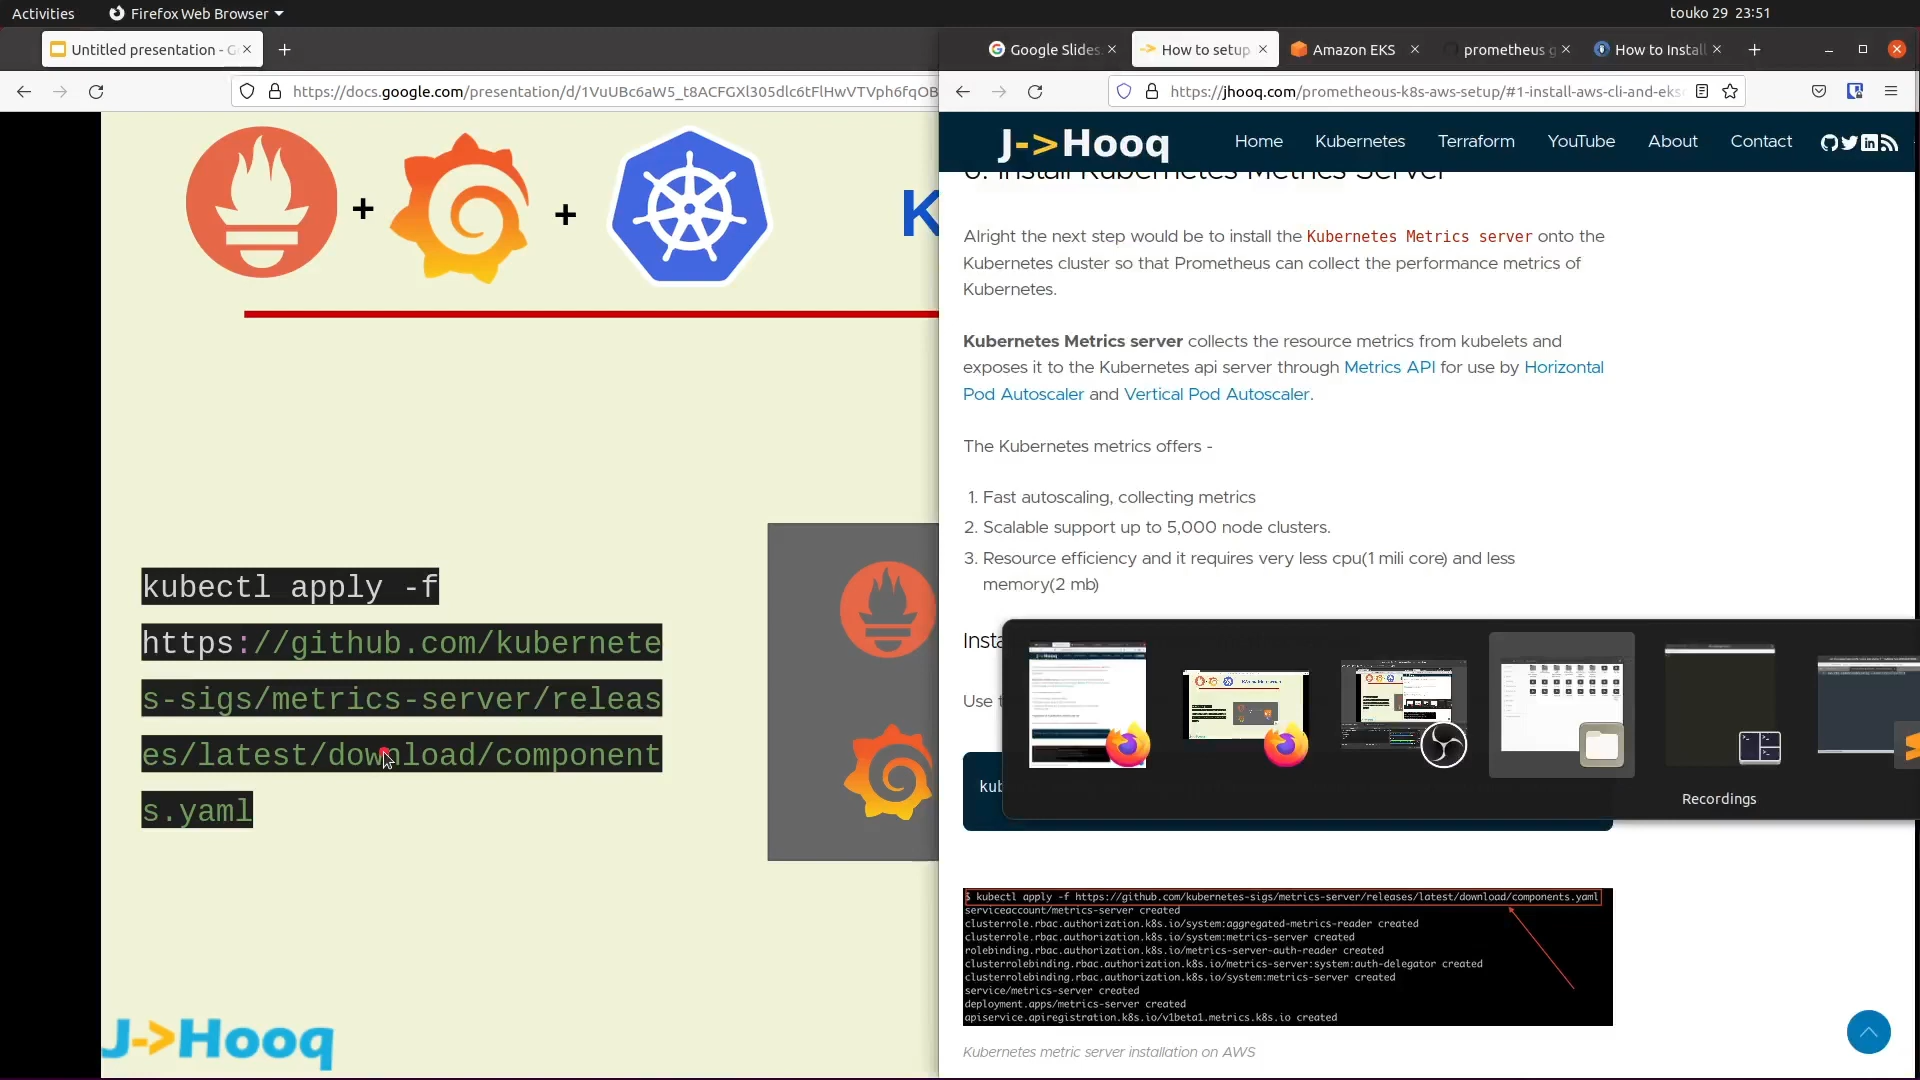 Activities
Firefox Web Browser
touko 29 23:51
Untitled presentation - G
Google Slides
How to setup
Amazon EKS
prometheus g
How to Install
https://docs.google.com/presentation/d/1VuUBc6aW5_t8ACFGXl305dlc6tFlHwVTVph6fqOB
https://jhooq.com/prometheous-k8s-aws-setup/#1-install-aws-cli-and-eks
+
+
K
kubectl apply -f
https://github.com/kubernete
s-sigs/metrics-server/releas
es/latest/download/component
s.yaml
J->Hooq
J->Hooq
Home
Kubernetes
Terraform
YouTube
About
Contact
Install Kubernetes Metrics Server
Alright the next step would be to install the Kubernetes Metrics server onto the
Kubernetes cluster so that Prometheus can collect the performance metrics of
Kubernetes.
Kubernetes Metrics server collects the resource metrics from kubelets and
exposes it to the Kubernetes api server through Metrics API for use by Horizontal
Pod Autoscaler and Vertical Pod Autoscaler.
The Kubernetes metrics offers -
1. Fast autoscaling, collecting metrics
2. Scalable support up to 5,000 node clusters.
3. Resource efficiency and it requires very less cpu(1 mili core) and less
memory(2 mb)
Insta
Use t
kub
Recordings
$ kubectl apply -f https://github.com/kubernetes-sigs/metrics-server/releases/latest/download/components.yaml
serviceaccount/metrics-server created
clusterrole.rbac.authorization.k8s.io/system:aggregated-metrics-reader created
clusterrole.rbac.authorization.k8s.io/system:metrics-server created
rolebinding.rbac.authorization.k8s.io/metrics-server-auth-reader created
clusterrolebinding.rbac.authorization.k8s.io/metrics-server:system:auth-delegator created
clusterrolebinding.rbac.authorization.k8s.io/system:metrics-server created
service/metrics-server created
deployment.apps/metrics-server created
apiservice.apiregistration.k8s.io/v1beta1.metrics.k8s.io created
Kubernetes metric server installation on AWS